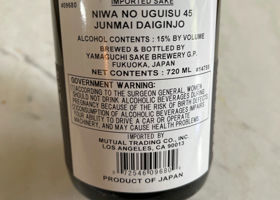 #09680
IMPORTED SAKE
NIWA NO UGUISU 45
JUNMAI DAIGINJO
ALCOHOL CONTENTS : 15% BY VOLUME
BREWED & BOTTLED BY
YAMAGUCHI SAKE BREWERY G.P.
FUKUOKA, JAPAN
NET CONTENTS : 720 ML
GOVERNMENT WARNING:
(1)ACCORDING TO THE SURGEON GENERAL WOMEN
SHOULD NOT DRINK ALCOHOLIC BEVERAGES DURING
PREGNANCY BECAUSE OF THE RISK OF BIRTH DEFECTS.
(2)CONSUMPTION OF ALCOHOLIC BEVERAGES IMPAIRS
YOUR ABILITY TO DRIVE A CAR OR OPERATE
MACHINERY, AND MAY CAUSE HEALTH PROBLEMS.
IMPORTED BY
MUTUAL TRADING CO., INC.
LOS ANGELES, CA 90013
72546 09680
PRODUCT OF JAPAN